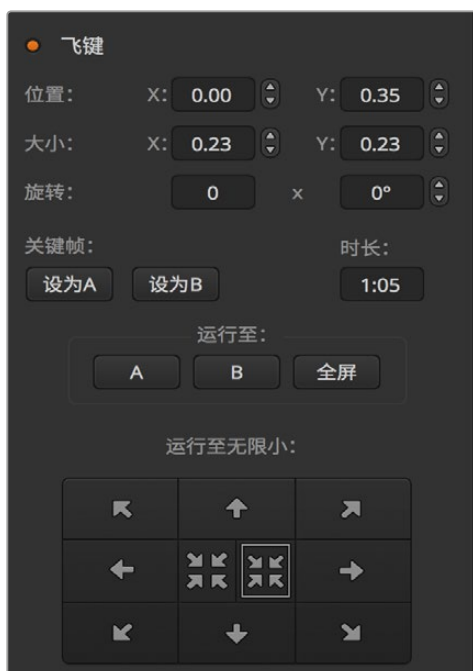 飞键
位置： X: 0.00 Y: 0.35
大小： X: 0.23 Y: 0.23
旋转： 0 x 0°
关键帧： 时长：
设为A 设为B 1:05
运行至：
A B 全屏
运行至无限小：